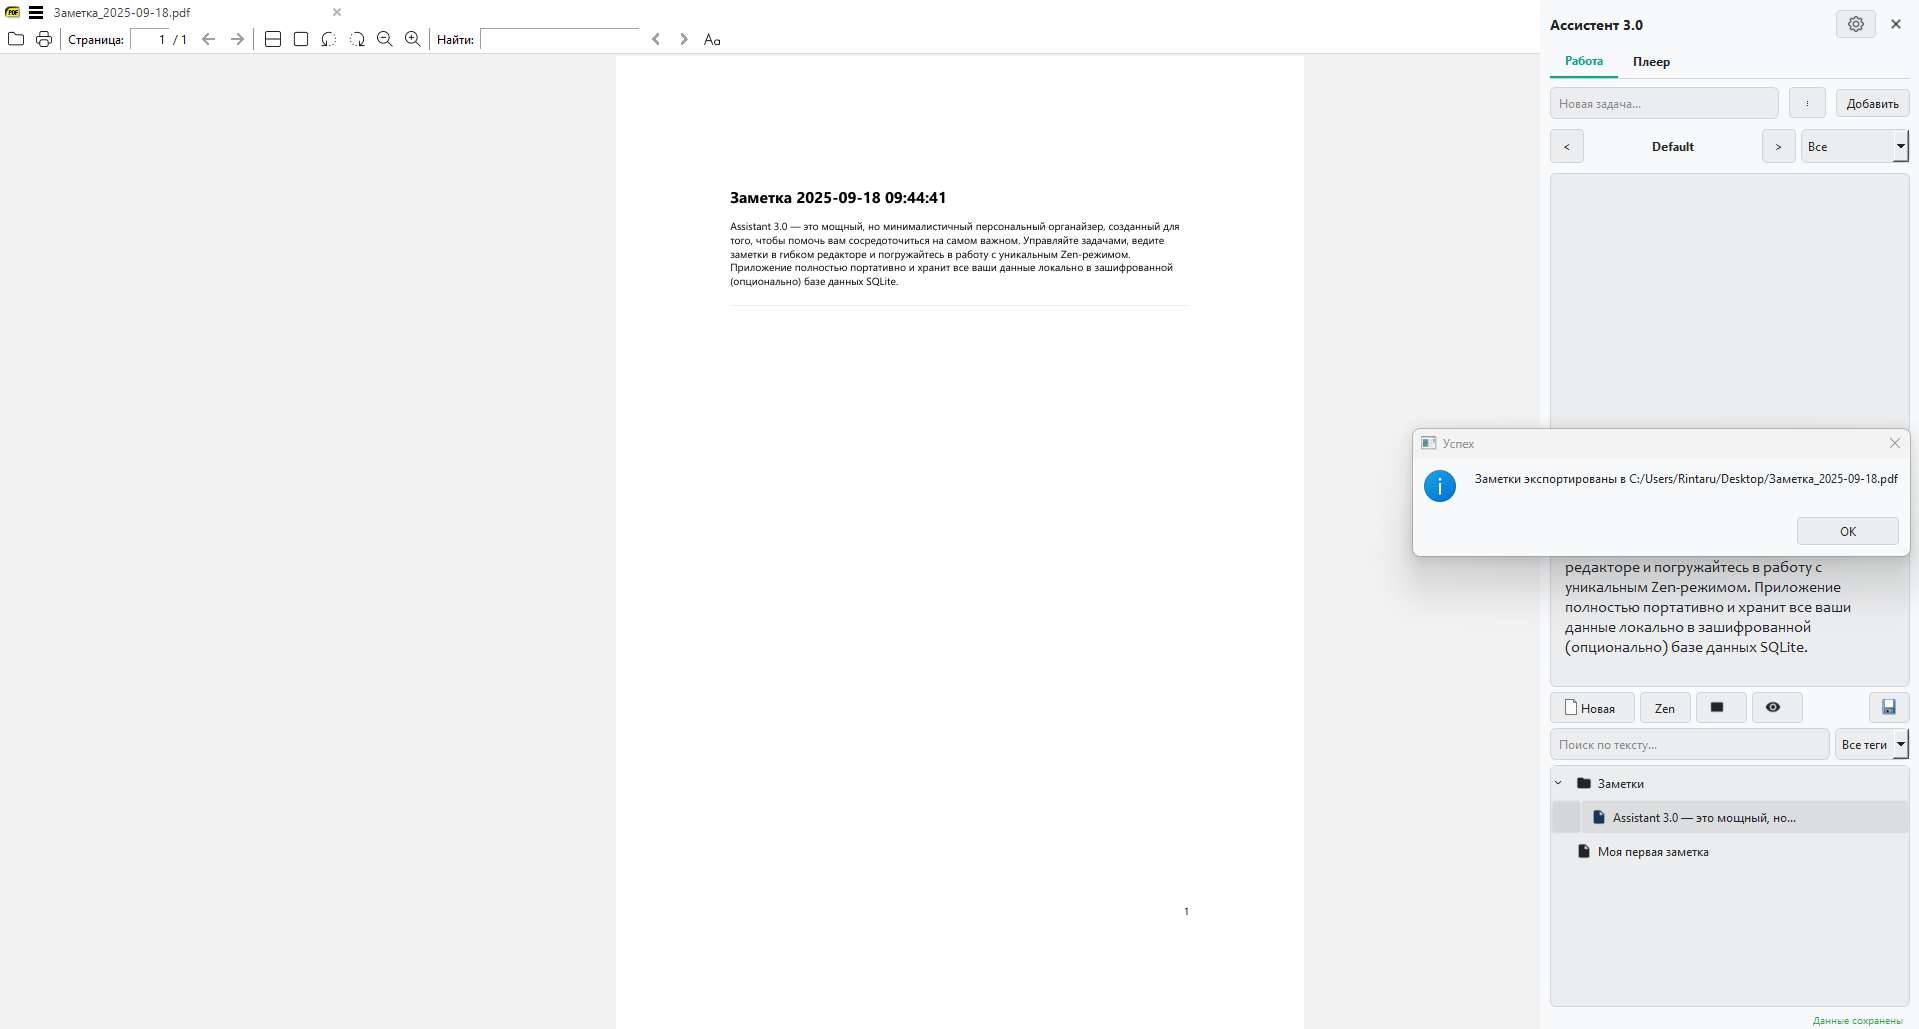 Заметка_2025-09-18.pdf
Страница: 1 / 1
Найти:
Aa
Заметка 2025-09-18 09:44:41
Assistant 3.0 — это мощный, но минималистичный персональный органайзер, созданный для
того, чтобы помочь вам сосредоточиться на самом важном. Управляйте задачами, ведите
заметки в гибком редакторе и погружайтесь в работу с уникальным Zen-режимом.
Приложение полностью портативно и хранит все ваши данные локально в зашифрованной
(опционально) базе данных SQLite.
1
Ассистент 3.0
Работа Плеер
Новая задача... Добавить
< Default > Все
Успех
Заметки экспортированы в C:/Users/Rintaru/Desktop/Заметка_2025-09-18.pdf
OK
редакторе и погружайтесь в работу с
уникальным Zen-режимом. Приложение
полностью портативно и хранит все ваши
данные локально в зашифрованной
(опционально) базе данных SQLite.
Новая Zen
Поиск по тексту... Все теги
Заметки
Assistant 3.0 — это мощный, но...
Моя первая заметка
Данные сохранены